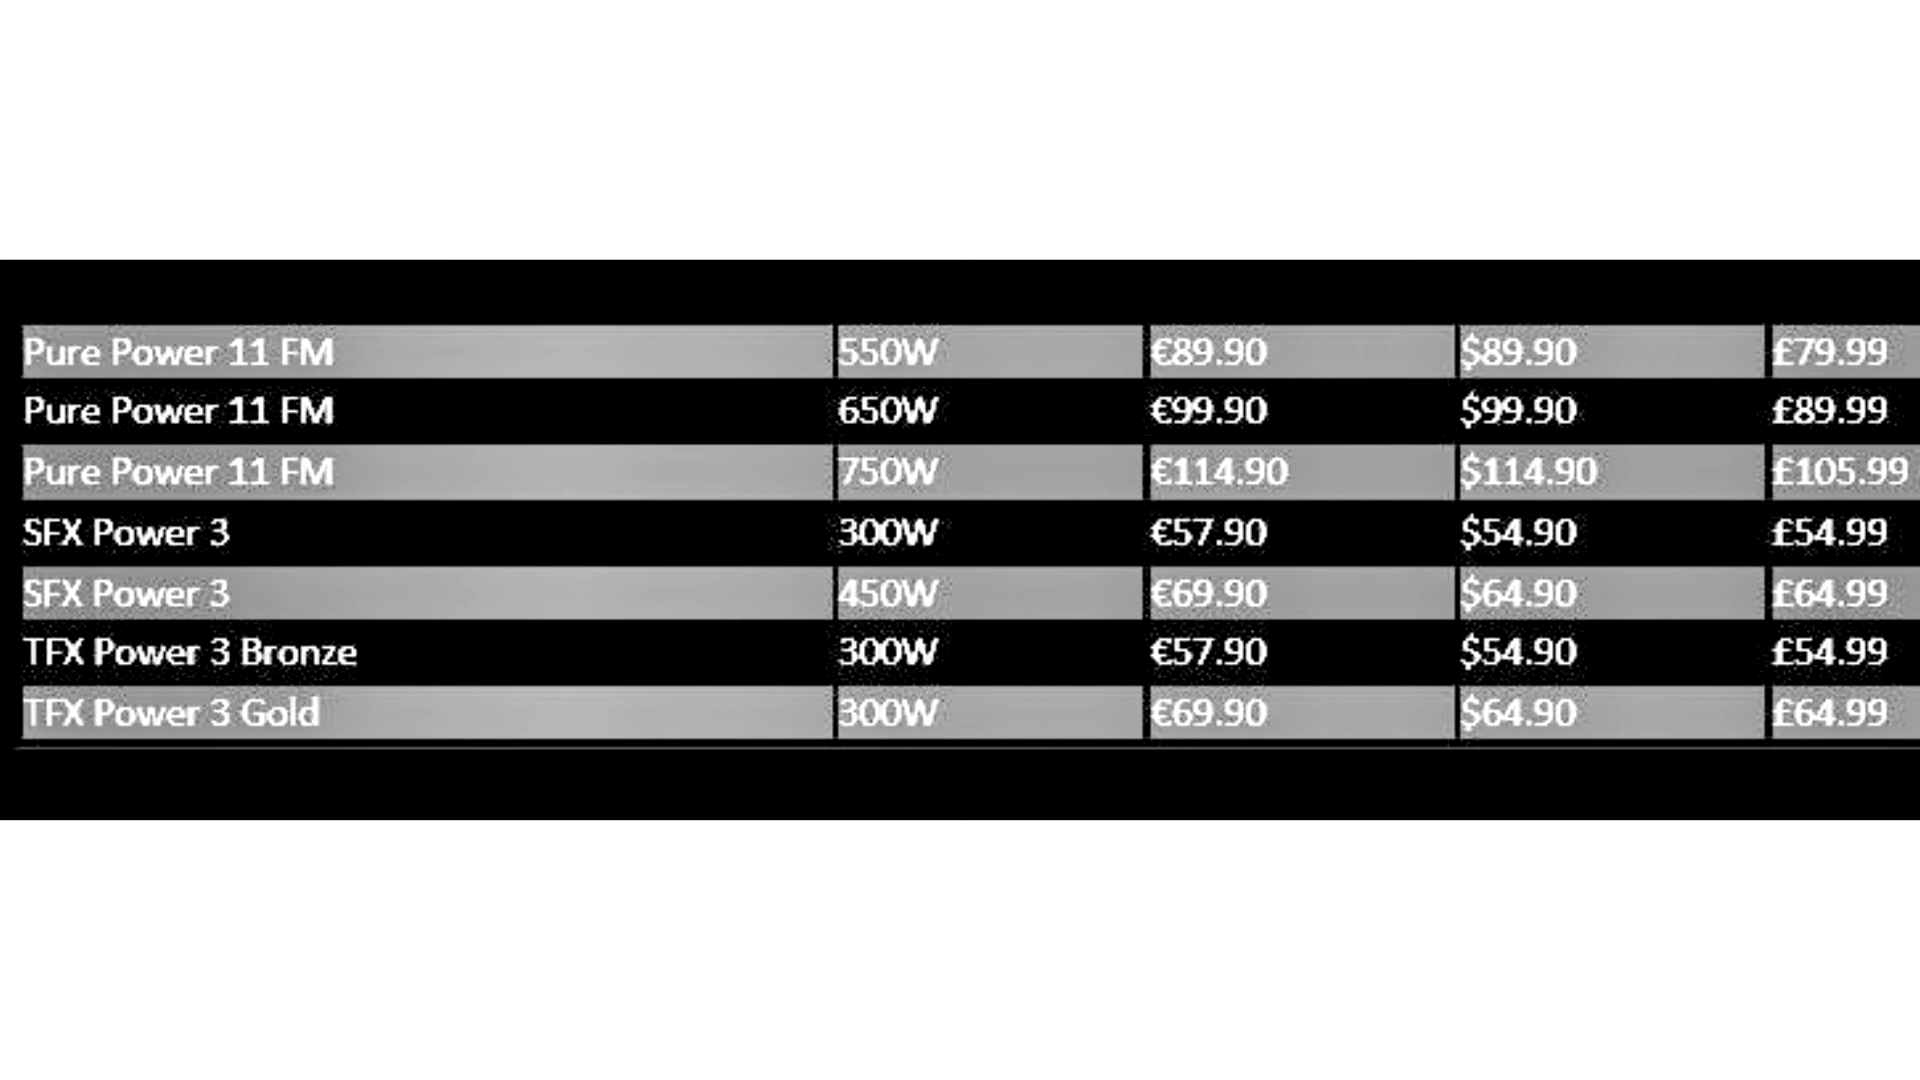 Pure Power 11 FM 550W €89.90 $89.90 £79.99
Pure Power 11 FM 650W €99.90 $99.90 £89.99
Pure Power 11 FM 750W €114.90 $114.90 £105.99
SFX Power 3 300W €57.90 $54.90 £54.99
SFX Power 3 450W €69.90 $64.90 £64.99
TFX Power 3 Bronze 300W €57.90 $54.90 £54.99
TFX Power 3 Gold 300W €69.90 $64.90 £64.99